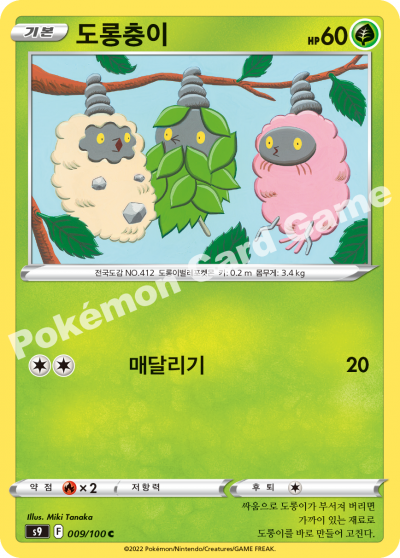 기본 도롱충이 HP 60
전국도감 NO.412 도롱이벌레포켓몬 키: 0.2 m 몸무게: 3.4 kg
Pokémon Card Game
매달리기 20
약점 × 2 저항력 후퇴
Illus. Miki Tanaka
s9 F 009/100 C
싸움으로 도롱이가 부서져 버리면
가까이 있는 재료로
도롱이를 바로 만들어 고친다.
©2022 Pokémon/Nintendo/Creatures/GAME FREAK.